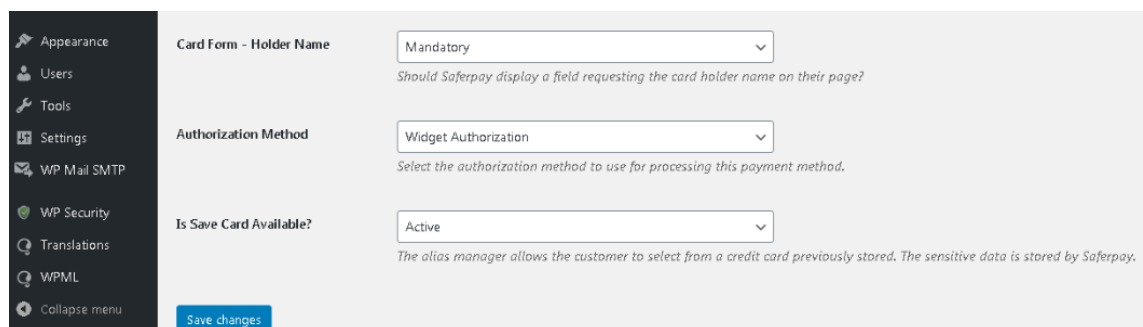 Appearance
Users
Tools
Settings
WP Mail SMTP
WP Security
Translations
WPML
Collapse menu
Card Form - Holder Name
Mandatory
Should Saferpay display a field requesting the card holder name on their page?
Authorization Method
Widget Authorization
Select the authorization method to use for processing this payment method.
Is Save Card Available?
Active
The alias manager allows the customer to select from a credit card previously stored. The sensitive data is stored by Saferpay.
Save changes